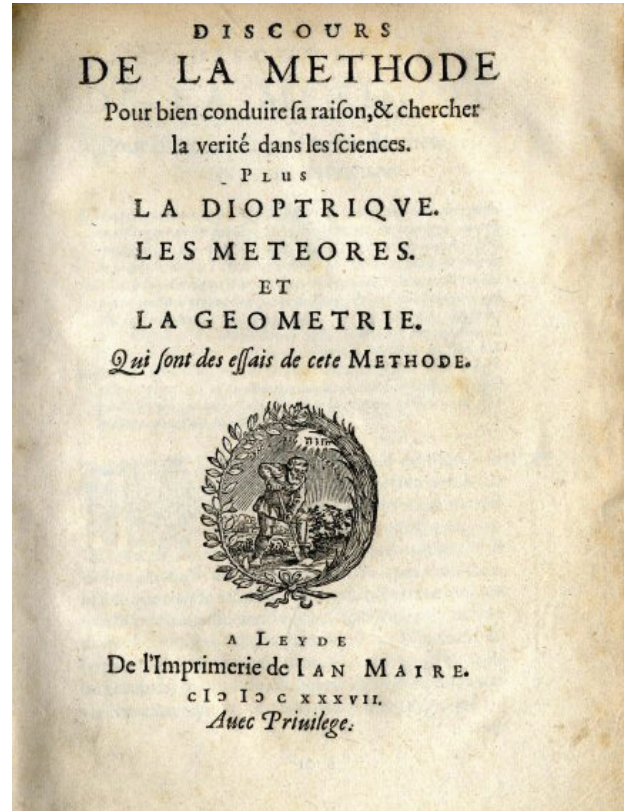 DISCOURS
DE LA METHODE
Pour bien conduire ſa raiſon, & chercher
la verité dans les ſciences.
PLUS
LA DIOPTRIQVE.
LES METEORES.
ET
LA GEOMETRIE.
Qui ſont des eſſais de cete METHODE.
A LEYDE
De l'Imprimerie de IAN MAIRE.
cIↄ Iↄ c xxxvii.
Auec Priuilege.